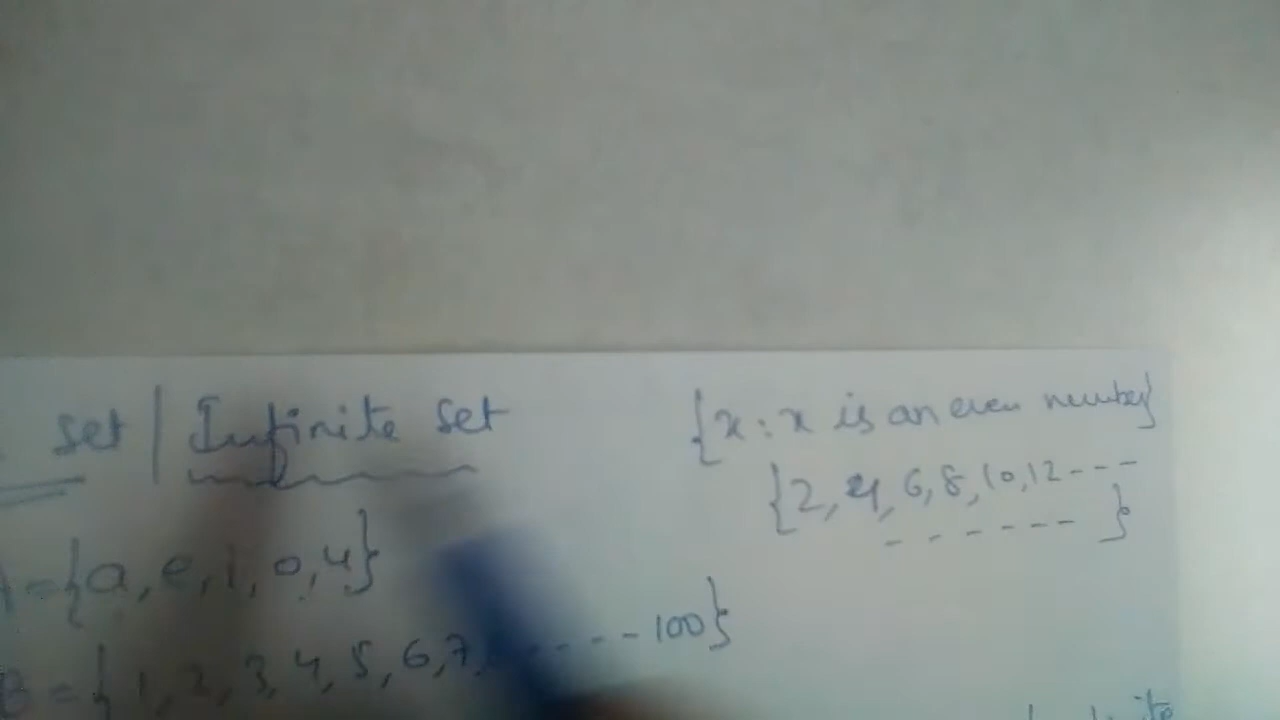 set | Infinite set
{x : x is an even number}
{2, 4, 6, 8, 10, 12 ---
------ }
A = {a, e, i, o, u}
B = { 1, 2, 3, 4, 5, 6, 7, ---- 100}